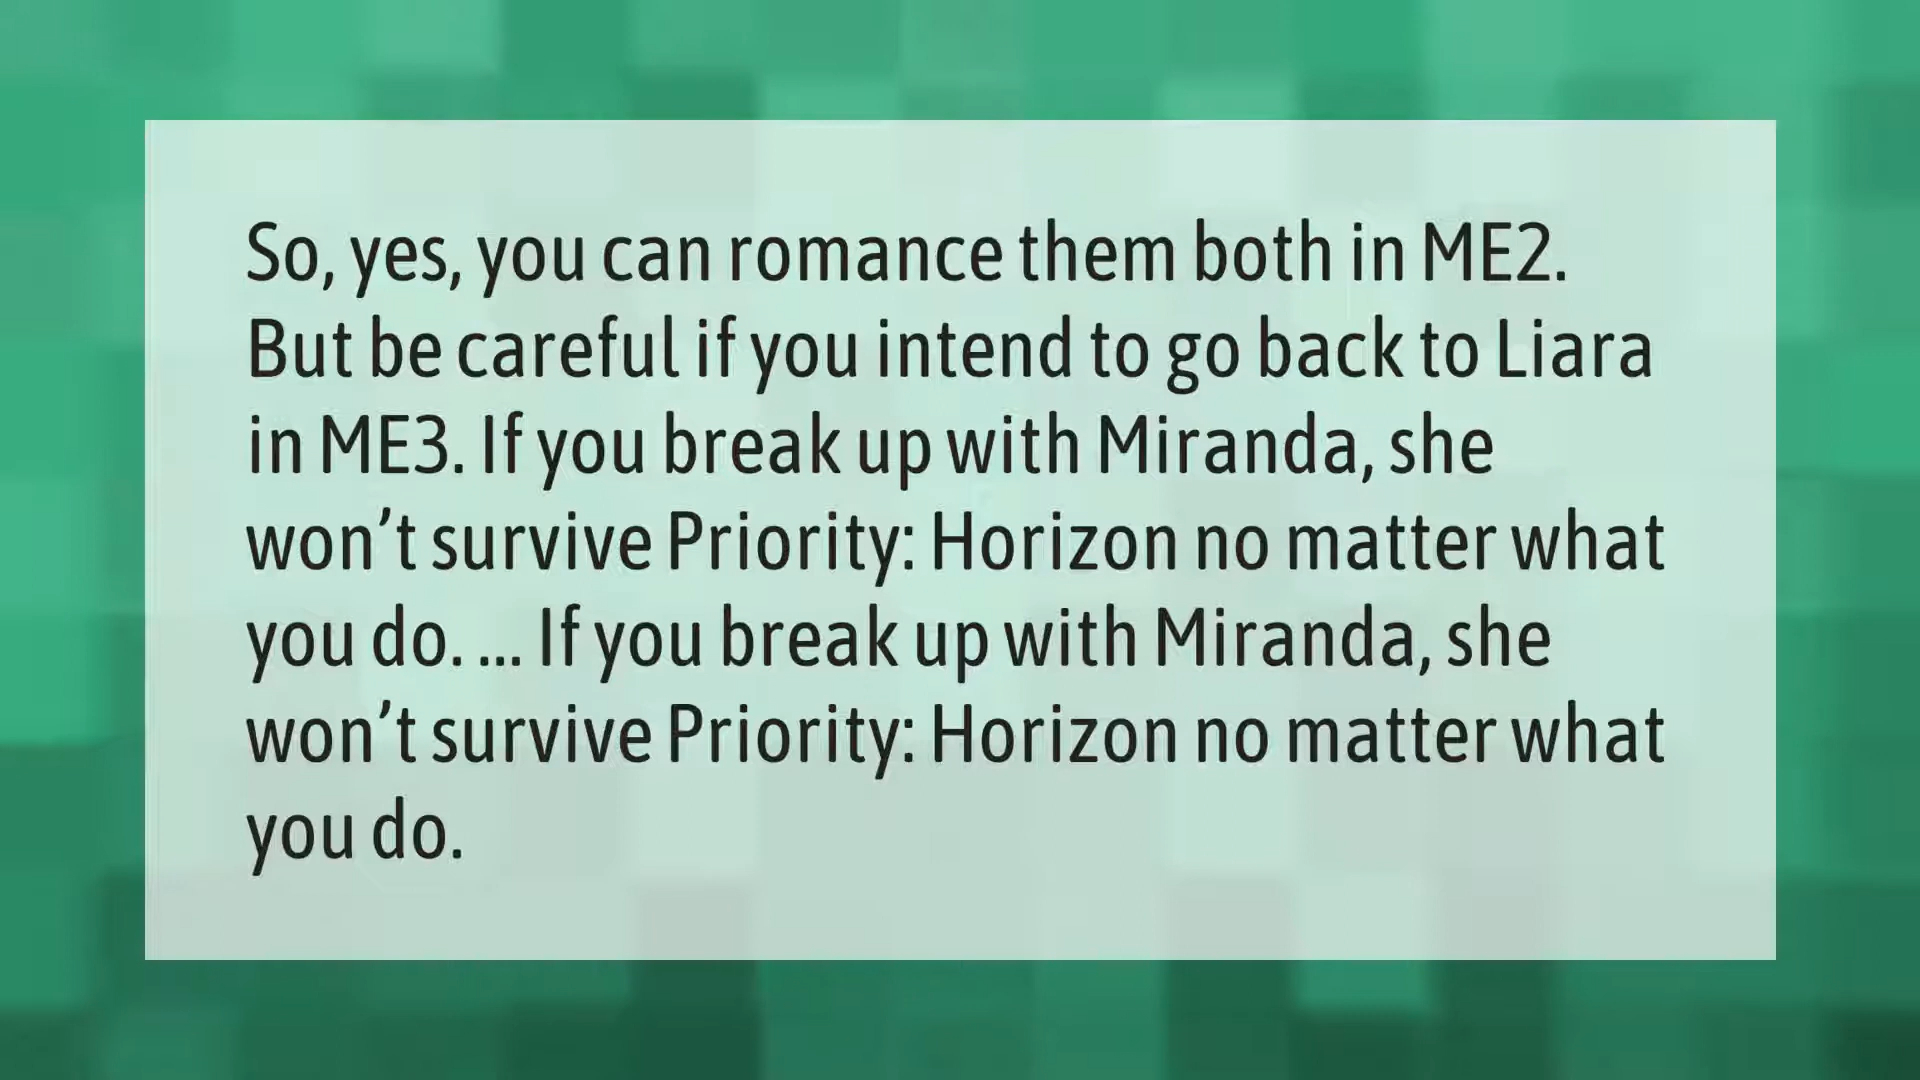 So, yes, you can romance them both in ME2.
But be careful if you intend to go back to Liara
in ME3. If you break up with Miranda, she
won’t survive Priority: Horizon no matter what
you do. ... If you break up with Miranda, she
won’t survive Priority: Horizon no matter what
you do.